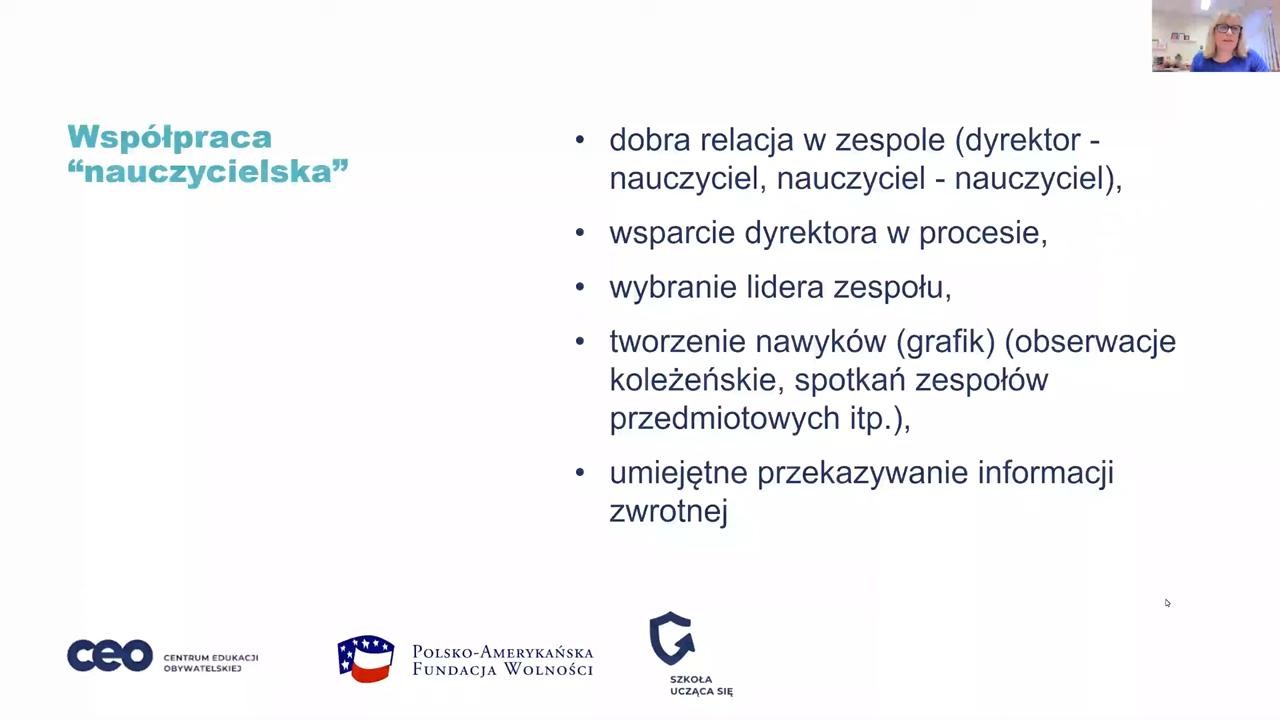 Współpraca
“nauczycielska”
• dobra relacja w zespole (dyrektor -
nauczyciel, nauczyciel - nauczyciel),
• wsparcie dyrektora w procesie,
• wybranie lidera zespołu,
• tworzenie nawyków (grafik) (obserwacje
koleżeńskie, spotkań zespołów
przedmiotowych itp.),
• umiejętne przekazywanie informacji
zwrotnej
ceo
CENTRUM EDUKACJI
OBYWATELSKIEJ
POLSKO-AMERYKAŃSKA
FUNDACJA WOLNOŚCI
SZKOŁA
UCZĄCA SIĘ